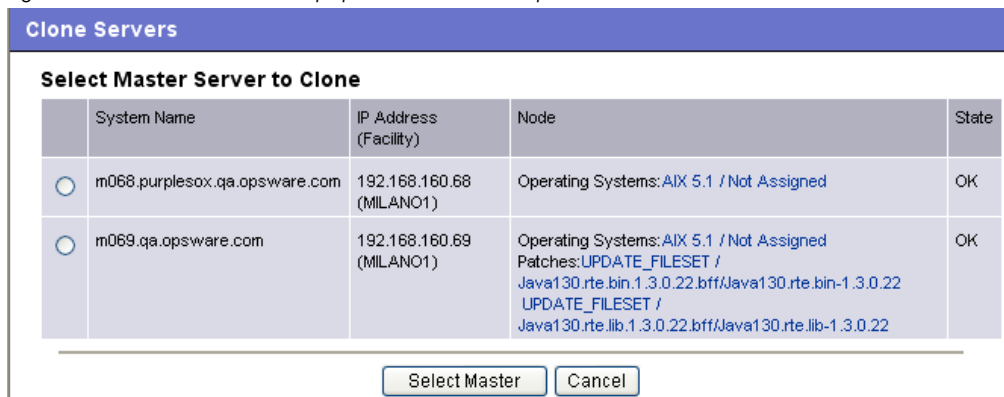 Clone Servers
Select Master Server to Clone
System Name IP Address (Facility) Node State
m068.purplesox.qa.opsware.com 192.168.160.68 (MILANO1) Operating Systems:AIX 5.1 / Not Assigned OK
m069.qa.opsware.com 192.168.160.69 (MILANO1) Operating Systems:AIX 5.1 / Not Assigned OK
Patches:UPDATE_FILESET /
Java130.rte.bin.1.3.0.22.bff/Java130.rte.bin-1.3.0.22
UPDATE_FILESET /
Java130.rte.lib.1.3.0.22.bff/Java130.rte.lib-1.3.0.22
Select Master Cancel